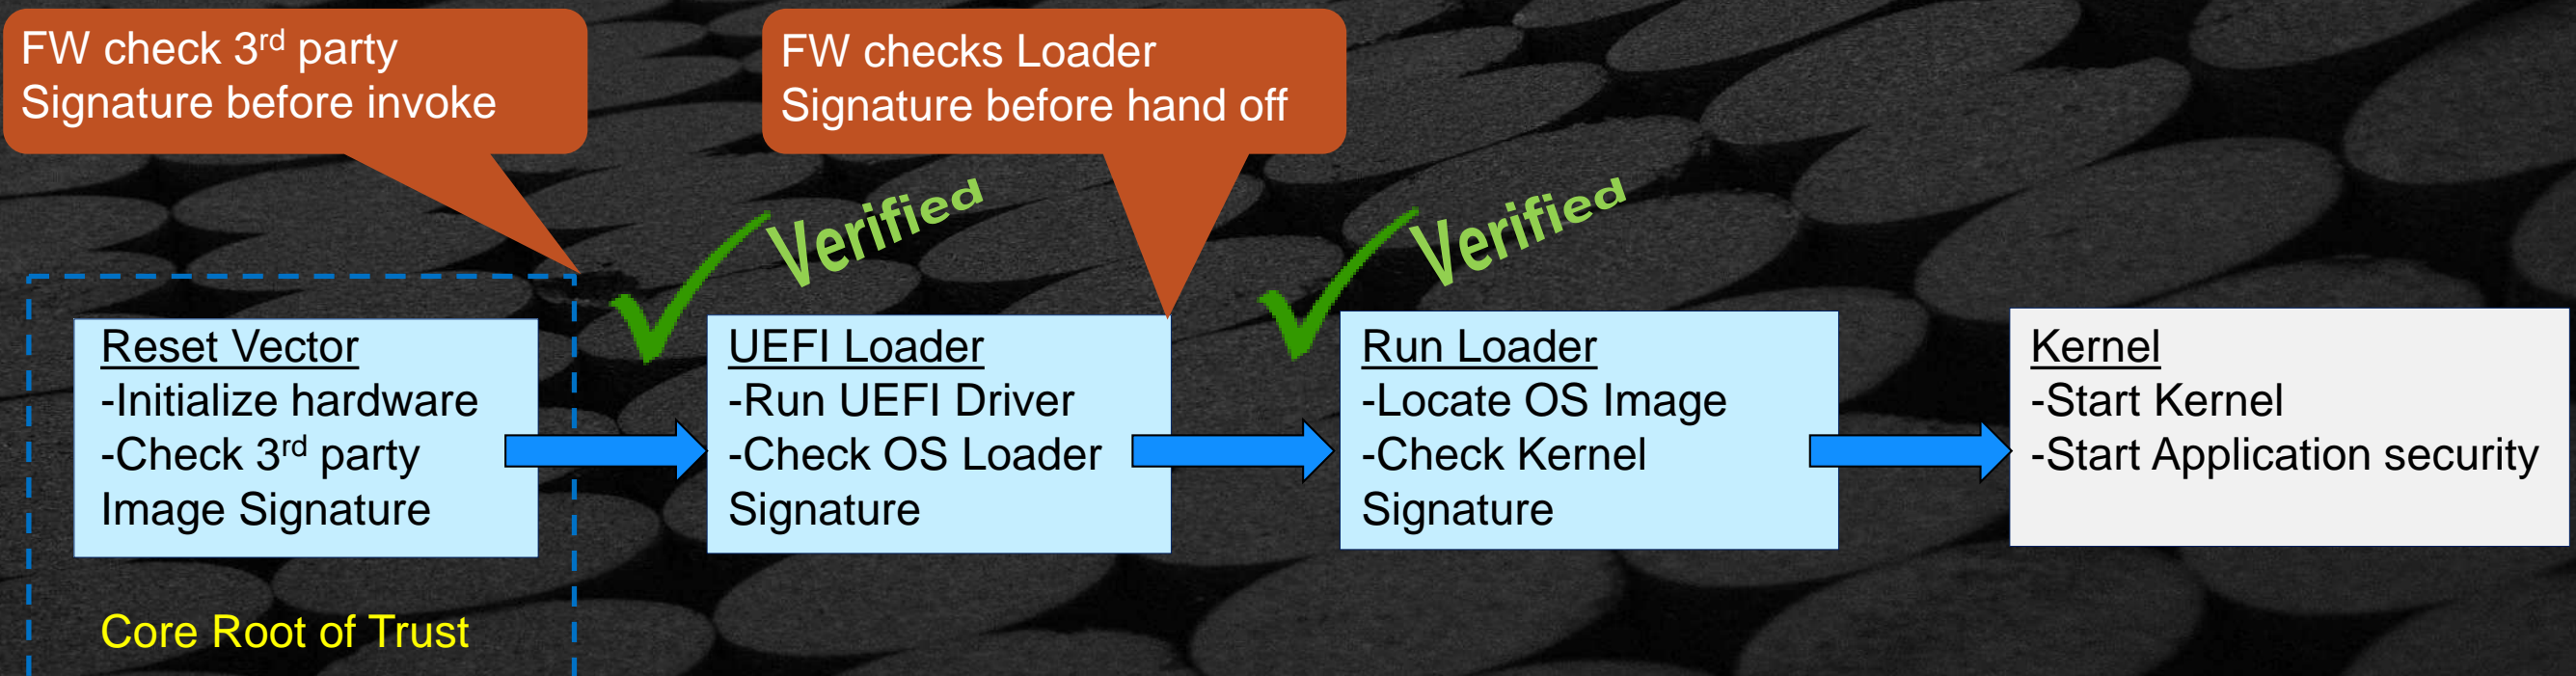 FW check 3rd party
Signature before invoke
FW checks Loader
Signature before hand off
Verified
Verified
Reset Vector
-Initialize hardware
-Check 3rd party
Image Signature
UEFI Loader
-Run UEFI Driver
-Check OS Loader
Signature
Run Loader
-Locate OS Image
-Check Kernel
Signature
Kernel
-Start Kernel
-Start Application security
Core Root of Trust